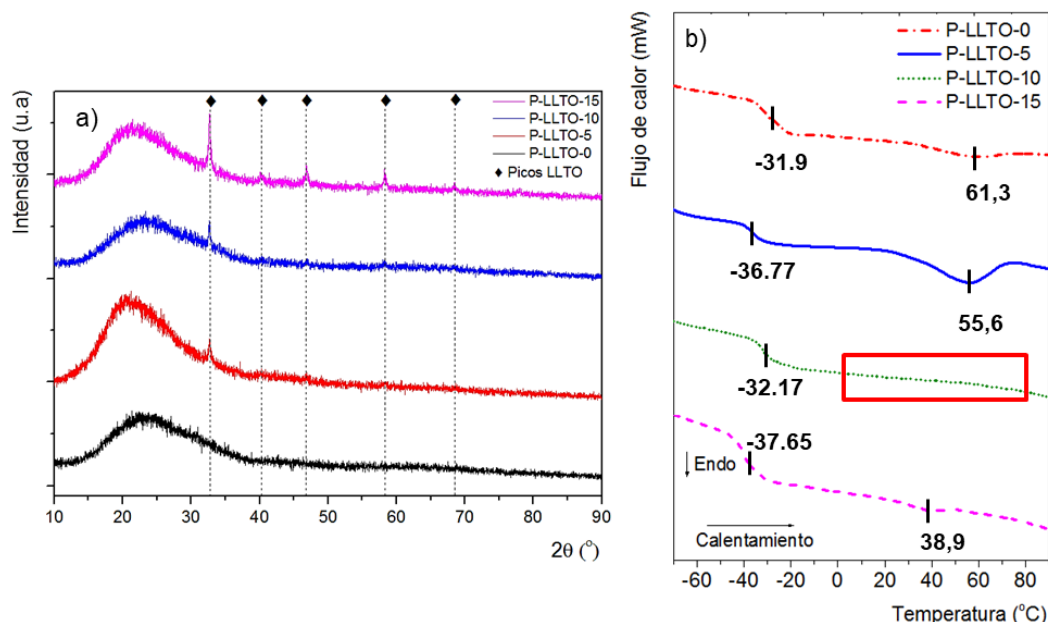 a)
Intensidad (u.a)
P-LLTO-15
P-LLTO-10
P-LLTO-5
P-LLTO-0
◆ Picos LLTO
10 20 30 40 50 60 70 80 90
2θ (°)
b)
Flujo de calor (mW)
P-LLTO-0
P-LLTO-5
P-LLTO-10
P-LLTO-15
-31.9
61,3
-36.77
55,6
-32.17
-37.65
Endo
38,9
Calentamiento
-60 -40 -20 0 20 40 60 80
Temperatura (°C)